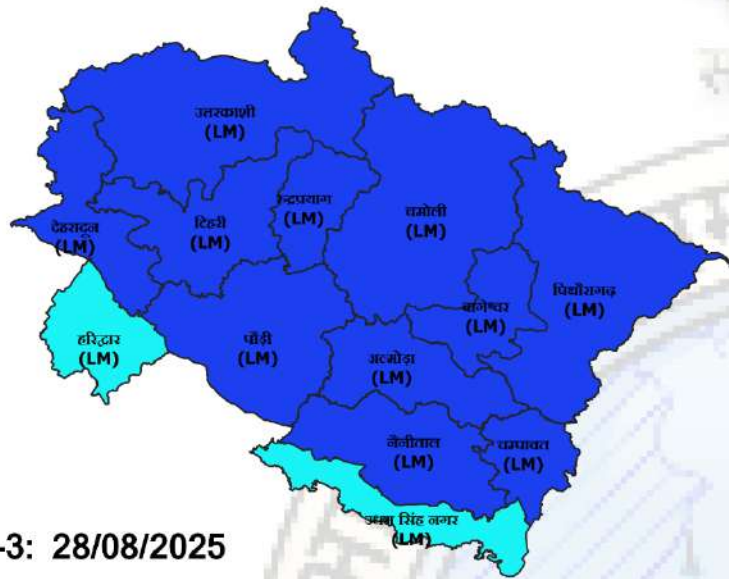 उत्तरकाशी
(LM)
रुद्रप्रयाग
(LM)
चमोली
(LM)
टिहरी
(LM)
देहरादून
(LM)
पिथौरागढ़
(LM)
बागेश्वर
(LM)
हरिद्वार
(LM)
पौड़ी
(LM)
अल्मोड़ा
(LM)
नैनीताल
(LM)
चम्पावत
(LM)
उधम सिंह नगर
(LM)
-3: 28/08/2025